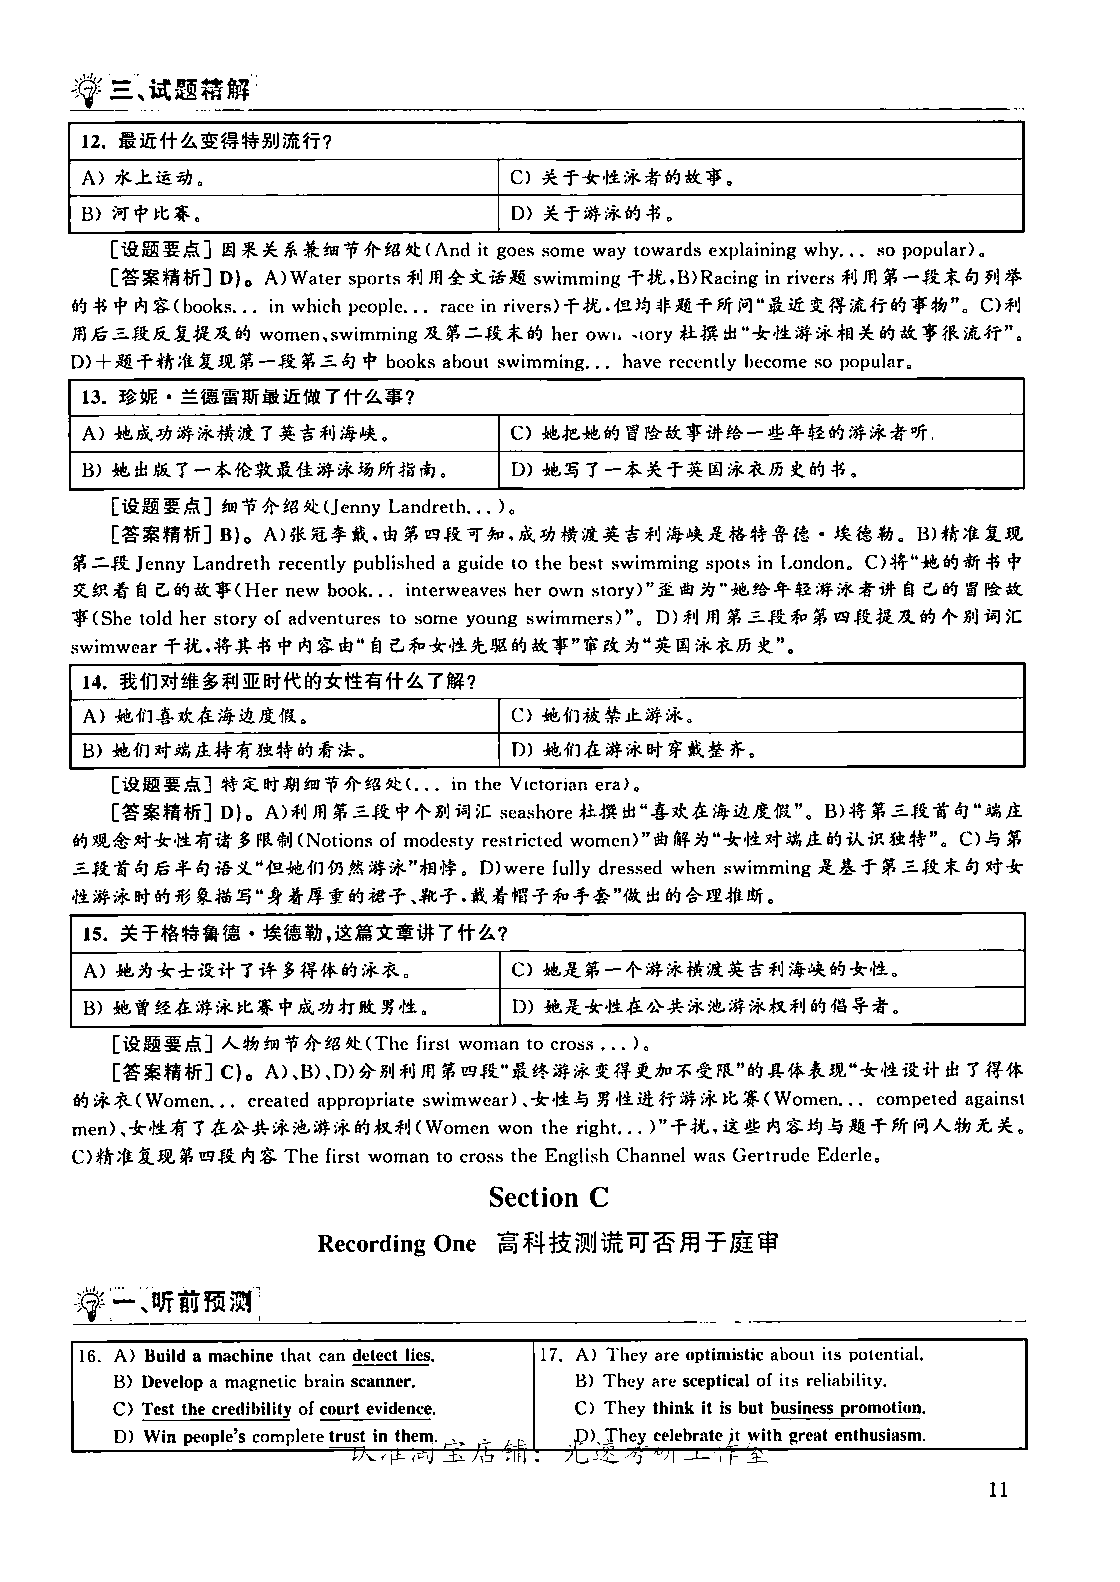 三、试题精解
12. 最近什么变得特别流行?
A) 水上运动。
C) 关于女性泳者的故事。
B) 河中比赛。
D) 关于游泳的书。
[设题要点] 因果关系兼细节介绍处(And it goes some way towards explaining why... so popular)。
[答案精析] D)。A)Water sports 利用全文话题 swimming 干扰,B)Racing in rivers 利用第一段末句列举
的书中内容(books... in which people... race in rivers)干扰,但均非题干所问“最近变得流行的事物”。C)利
用后三段反复提及的 women、swimming 及第二段末的 her own story 杜撰出“女性游泳相关的故事很流行”。
D)+题干精准复现第一段第三句中 books about swimming... have recently become so popular。
13. 珍妮·兰德雷斯最近做了什么事?
A) 她成功游泳横渡了英吉利海峡。
C) 她把她的冒险故事讲给一些年轻的游泳者听。
B) 她出版了一本伦敦最佳游泳场所指南。
D) 她写了一本关于英国泳衣历史的书。
[设题要点] 细节介绍处(Jenny Landreth...)。
[答案精析] B)。A)张冠李戴,由第四段可知,成功横渡英吉利海峡是格特鲁德·埃德勒。B)精准复现
第二段 Jenny Landreth recently published a guide to the best swimming spots in London。C)将“她的新书中
交织着自己的故事(Her new book... interweaves her own story)”歪曲为“她给年轻游泳者讲自己的冒险故
事(She told her story of adventures to some young swimmers)”。D)利用第三段和第四段提及的个别词汇
swimwear 干扰,将其书中内容由“自己和女性先驱的故事”窜改为“英国泳衣历史”。
14. 我们对维多利亚时代的女性有什么了解?
A) 她们喜欢在海边度假。
C) 她们被禁止游泳。
B) 她们对端庄持有独特的看法。
D) 她们在游泳时穿戴整齐。
[设题要点] 特定时期细节介绍处(... in the Victorian era)。
[答案精析] D)。A)利用第三段中个别词汇 seashore 杜撰出“喜欢在海边度假”。B)将第三段首句“端庄
的观念对女性有诸多限制(Notions of modesty restricted women)”曲解为“女性对端庄的认识独特”。C)与第
三段首句后半句语义“但她们仍然游泳”相悖。D)were fully dressed when swimming 是基于第三段末句对女
性游泳时的形象描写“身着厚重的裙子、靴子,戴着帽子和手套”做出的合理推断。
15. 关于格特鲁德·埃德勒,这篇文章讲了什么?
A) 她为女士设计了许多得体的泳衣。
C) 她是第一个游泳横渡英吉利海峡的女性。
B) 她曾经在游泳比赛中成功打败男性。
D) 她是女性在公共泳池游泳权利的倡导者。
[设题要点] 人物细节介绍处(The first woman to cross ...)。
[答案精析] C)。A)、B)、D)分别利用第四段“最终游泳变得更加不受限”的具体表现“女性设计出了得体
的泳衣(Women... created appropriate swimwear)、女性与男性进行游泳比赛(Women... competed against
men)、女性有了在公共泳池游泳的权利(Women won the right...)”干扰,这些内容均与题干所问人物无关。
C)精准复现第四段内容 The first woman to cross the English Channel was Gertrude Ederle。
Section C
Recording One 高科技测谎可否用于庭审
一、听前预测
16. A) Build a machine that can detect lies.
B) Develop a magnetic brain scanner.
C) Test the credibility of court evidence.
D) Win people's complete trust in them.
17. A) They are optimistic about its potential.
B) They are sceptical of its reliability.
C) They think it is but business promotion.
D) They celebrate it with great enthusiasm.
认准淘宝店铺:光速考研工作室
11